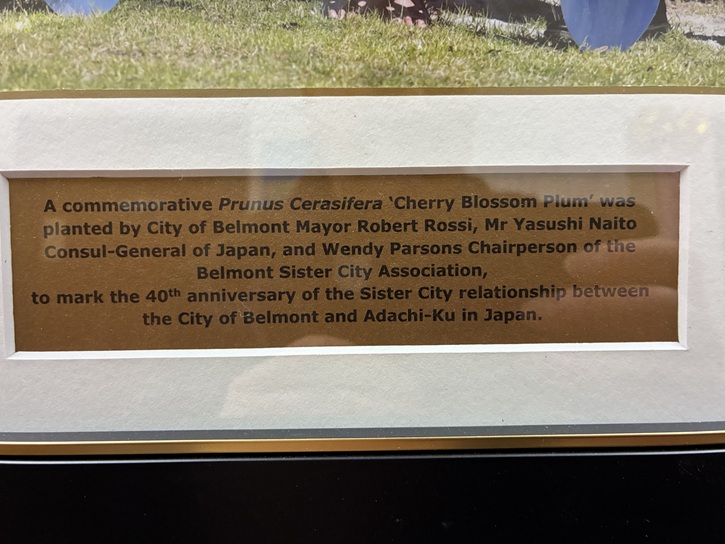 A commemorative Prunus Cerasifera ‘Cherry Blossom Plum’ was
planted by City of Belmont Mayor Robert Rossi, Mr Yasushi Naito
Consul-General of Japan, and Wendy Parsons Chairperson of the
Belmont Sister City Association,
to mark the 40th anniversary of the Sister City relationship between
the City of Belmont and Adachi-Ku in Japan.